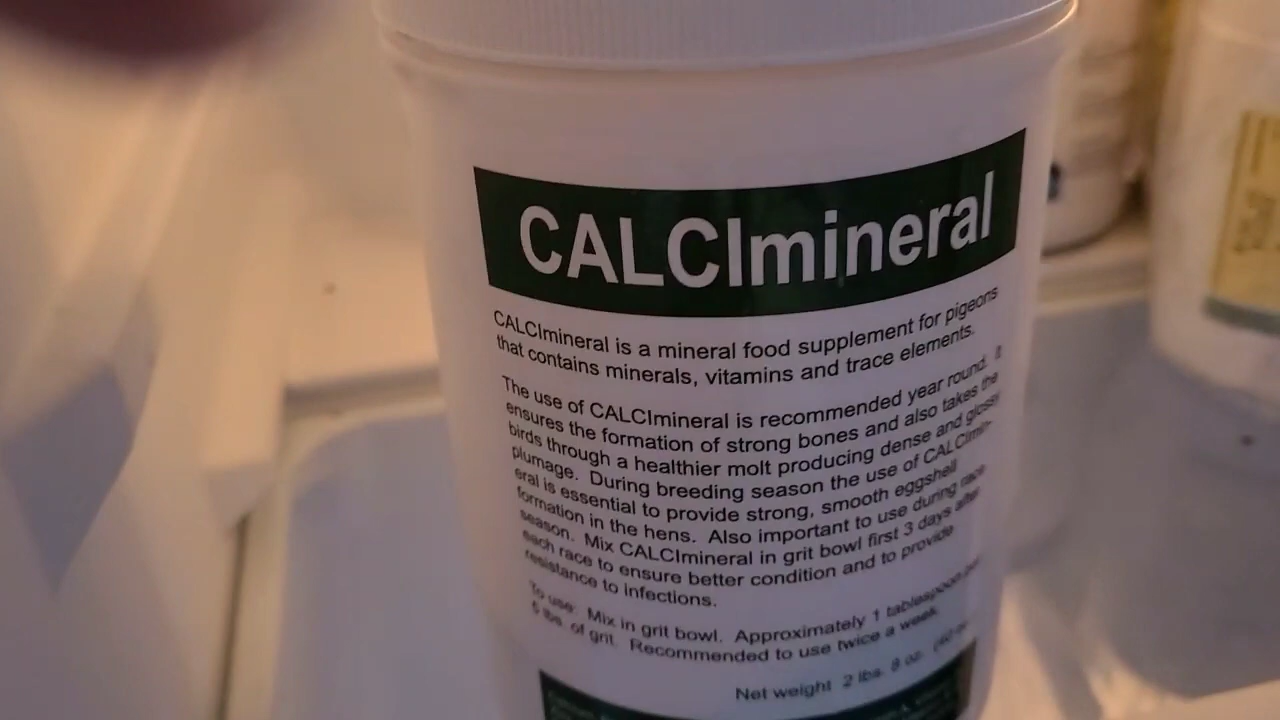 CALCImineral
CALCImineral is a mineral food supplement for pigeons
that contains minerals, vitamins and trace elements.
The use of CALCImineral is recommended year round. It
ensures the formation of strong bones and also takes the
birds through a healthier molt producing dense and glossy
plumage. During breeding season the use of CALCImin-
eral is essential to provide strong, smooth eggshell
formation in the hens. Also important to use during race
season. Mix CALCImineral in grit bowl first 3 days after
each race to ensure better condition and to provide
resistance to infections.
To use: Mix in grit bowl. Approximately 1 tablespoon
5 lbs. of grit. Recommended to use twice a week.
Net weight 2 lbs. 8 oz.